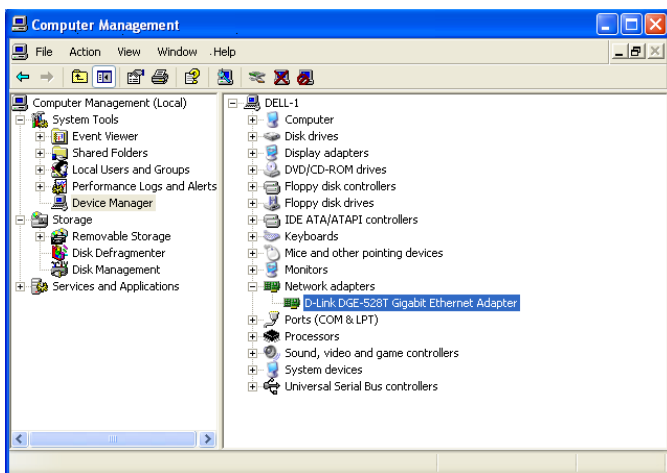 Computer Management
File Action View Window Help
Computer Management (Local)
System Tools
Event Viewer
Shared Folders
Local Users and Groups
Performance Logs and Alerts
Device Manager
Storage
Removable Storage
Disk Defragmenter
Disk Management
Services and Applications
DELL-1
Computer
Disk drives
Display adapters
DVD/CD-ROM drives
Floppy disk controllers
Floppy disk drives
IDE ATA/ATAPI controllers
Keyboards
Mice and other pointing devices
Monitors
Network adapters
D-Link DGE-528T Gigabit Ethernet Adapter
Ports (COM & LPT)
Processors
Sound, video and game controllers
System devices
Universal Serial Bus controllers